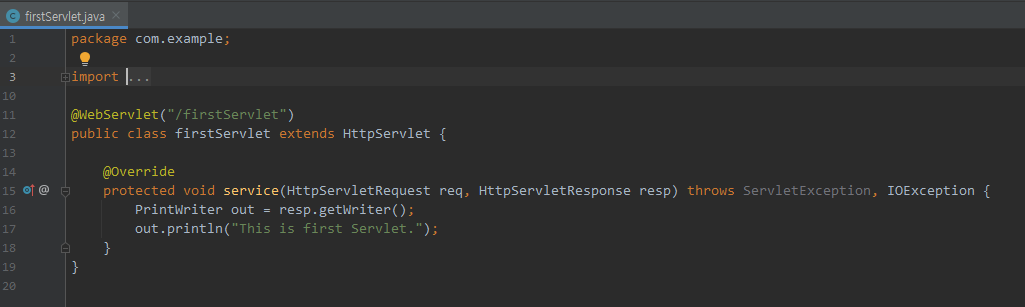 firstServlet.java
1 package com.example;
2
3 import ...
10
11 @WebServlet("/firstServlet")
12 public class firstServlet extends HttpServlet {
13
14 @Override
15 protected void service(HttpServletRequest req, HttpServletResponse resp) throws ServletException, IOException {
16 PrintWriter out = resp.getWriter();
17 out.println("This is first Servlet.");
18 }
19 }
20